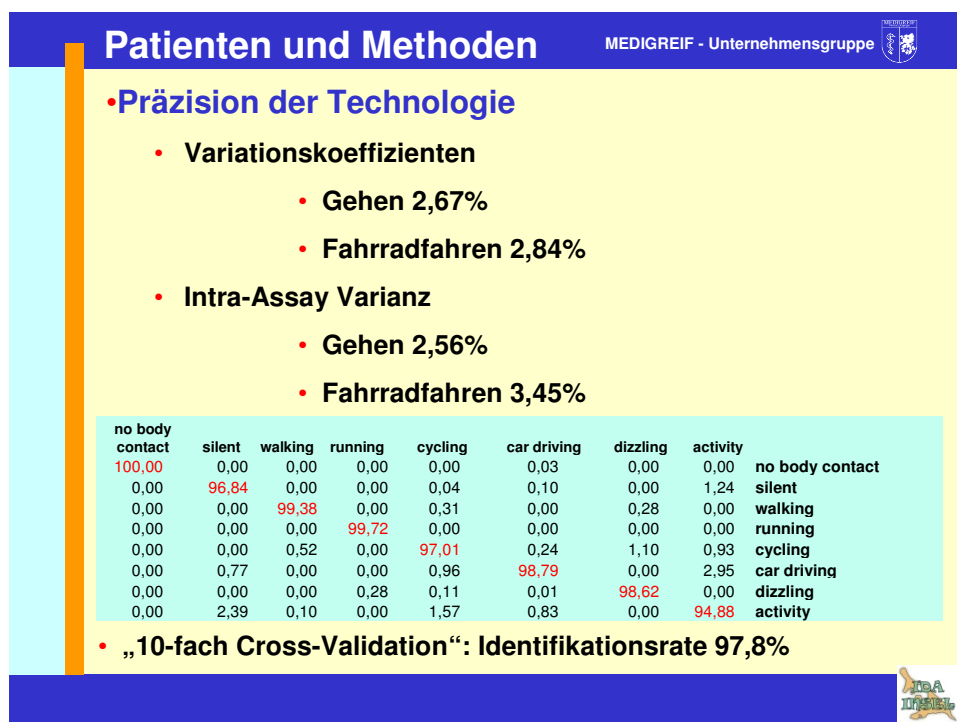 Patienten und Methoden
MEDIGREIF - Unternehmensgruppe
MEDIGREIF
•Präzision der Technologie
• Variationskoeffizienten
• Gehen 2,67%
• Fahrradfahren 2,84%
• Intra-Assay Varianz
• Gehen 2,56%
• Fahrradfahren 3,45%
no body
contact silent walking running cycling car driving dizzling activity
100,00 0,00 0,00 0,00 0,00 0,03 0,00 0,00 no body contact
0,00 96,84 0,00 0,00 0,04 0,10 0,00 1,24 silent
0,00 0,00 99,38 0,00 0,31 0,00 0,28 0,00 walking
0,00 0,00 0,00 99,72 0,00 0,00 0,00 0,00 running
0,00 0,00 0,52 0,00 97,01 0,24 1,10 0,93 cycling
0,00 0,77 0,00 0,00 0,96 98,79 0,00 2,95 car driving
0,00 0,00 0,00 0,28 0,11 0,01 98,62 0,00 dizzling
0,00 2,39 0,10 0,00 1,57 0,83 0,00 94,88 activity
• „10-fach Cross-Validation“: Identifikationsrate 97,8%
IDA
INSEL